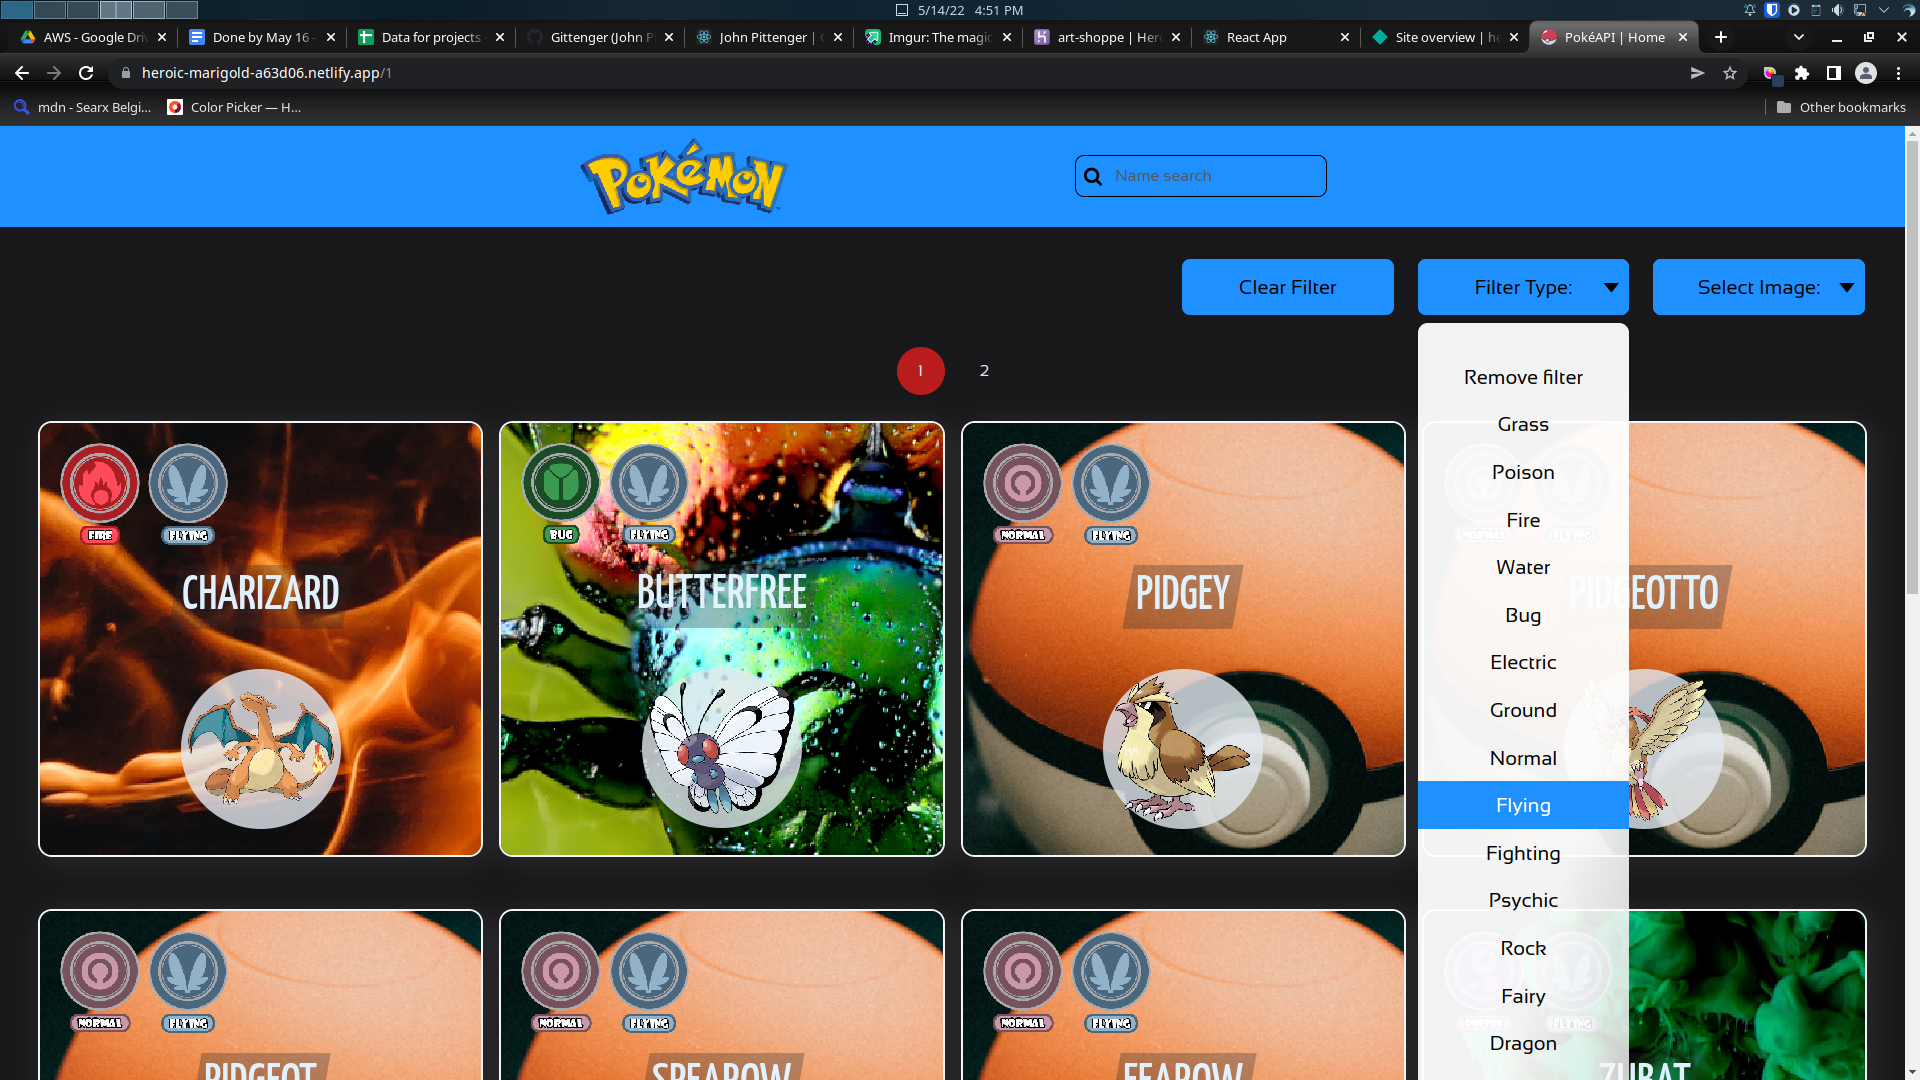 5/14/22 4:51 PM
AWS - Google Driv
Done by May 16 -
Data for projects -
Gittenger (John P
John Pittenger | C
Imgur: The magic
art-shoppe | Her
React App
Site overview | he
PokéAPI | Home
heroic-marigold-a63d06.netlify.app/1
mdn - Searx Belgi...
Color Picker — H...
Other bookmarks
POKéMON
Name search
Clear Filter
Filter Type:
Select Image:
1
2
Remove filter
Grass
Poison
Fire
Water
Bug
Electric
Ground
Normal
Flying
Fighting
Psychic
Rock
Fairy
Dragon
FIRE
FLYING
CHARIZARD
BUG
FLYING
BUTTERFREE
NORMAL
FLYING
PIDGEY
NORMAL
FLYING
PIDGEOTTO
NORMAL
FLYING
PIDGEOT
NORMAL
FLYING
SPEAROW
NORMAL
FLYING
FEAROW
POISON
FLYING
ZUBAT